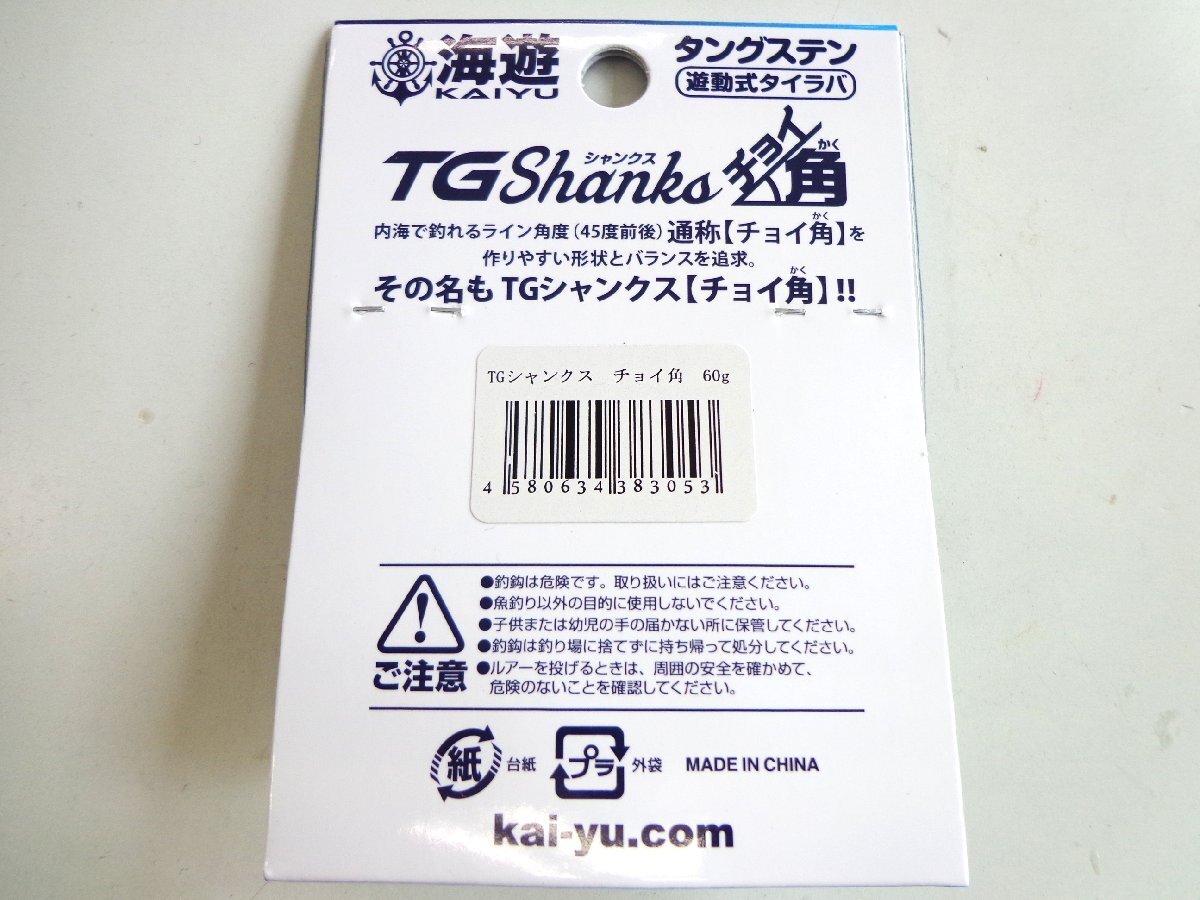 海遊
KAIYU
タングステン
遊動式タイラバ
シャンクス
TG Shanks チョイ角
かく
内海で釣れるライン角度（45度前後）通称【チョイ角】を
かく
作りやすい形状とバランスを追求。
かく
その名も TGシャンクス【チョイ角】!!
TGシャンクス チョイ角 60g
4 580634 383053
ご注意
●釣鈎は危険です。取り扱いにはご注意ください。
●魚釣り以外の目的に使用しないでください。
●子供または幼児の手の届かない所に保管してください。
●釣鈎は釣り場に捨てずに持ち帰って処分してください。
●ルアーを投げるときは、周囲の安全を確かめて、
危険のないことを確認してください。
紙 台紙 プラ 外袋 MADE IN CHINA
kai-yu.com